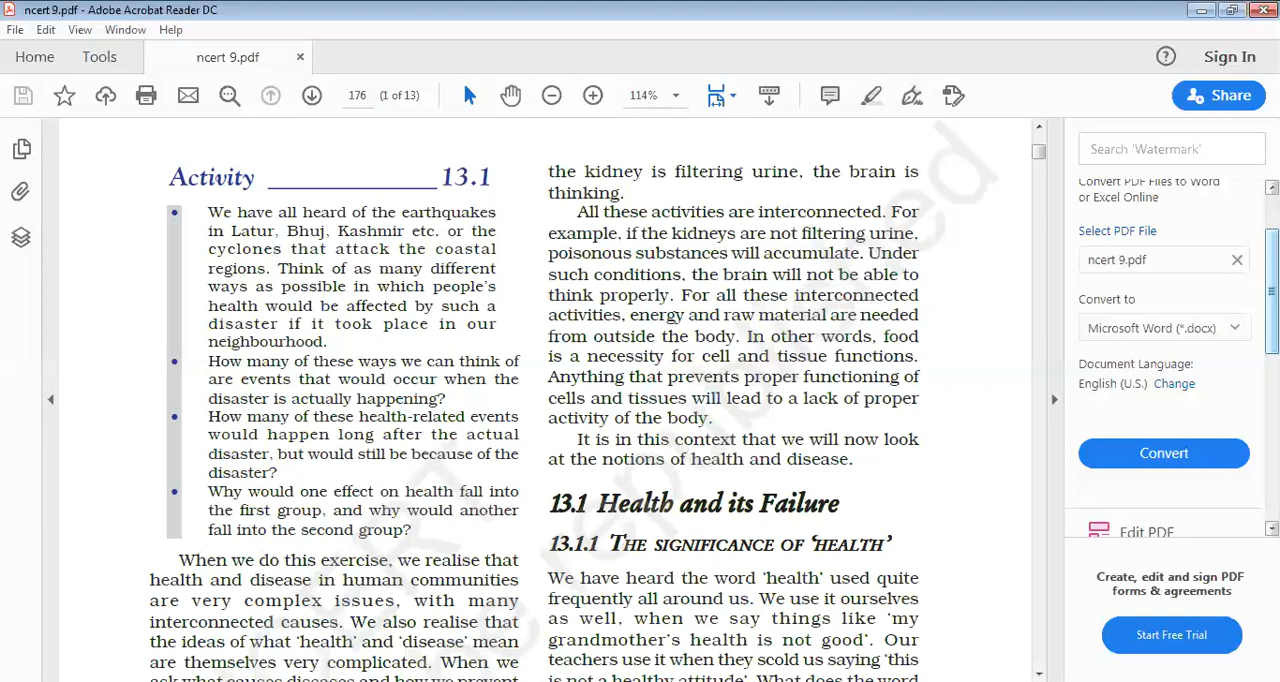 ncert 9.pdf - Adobe Acrobat Reader DC
File Edit View Window Help
Home Tools ncert 9.pdf × Sign In
176 (1 of 13) 114% Share
Activity 13.1
• We have all heard of the earthquakes
in Latur, Bhuj, Kashmir etc. or the
cyclones that attack the coastal
regions. Think of as many different
ways as possible in which people's
health would be affected by such a
disaster if it took place in our
neighbourhood.
• How many of these ways we can think of
are events that would occur when the
disaster is actually happening?
• How many of these health-related events
would happen long after the actual
disaster, but would still be because of the
disaster?
• Why would one effect on health fall into
the first group, and why would another
fall into the second group?
When we do this exercise, we realise that
health and disease in human communities
are very complex issues, with many
interconnected causes. We also realise that
the ideas of what 'health' and 'disease' mean
are themselves very complicated. When we
ask what causes diseases and how we prevent
the kidney is filtering urine, the brain is
thinking.
All these activities are interconnected. For
example, if the kidneys are not filtering urine,
poisonous substances will accumulate. Under
such conditions, the brain will not be able to
think properly. For all these interconnected
activities, energy and raw material are needed
from outside the body. In other words, food
is a necessity for cell and tissue functions.
Anything that prevents proper functioning of
cells and tissues will lead to a lack of proper
activity of the body.
It is in this context that we will now look
at the notions of health and disease.
13.1 Health and its Failure
13.1.1 THE SIGNIFICANCE OF 'HEALTH'
We have heard the word 'health' used quite
frequently all around us. We use it ourselves
as well, when we say things like 'my
grandmother's health is not good'. Our
teachers use it when they scold us saying 'this
is not a healthy attitude'. What does the word
Search 'Watermark'
Convert PDF Files to Word
or Excel Online
Select PDF File
ncert 9.pdf
Convert to
Microsoft Word (*.docx)
Document Language:
English (U.S.) Change
Convert
Edit PDF
Create, edit and sign PDF
forms & agreements
Start Free Trial
republished